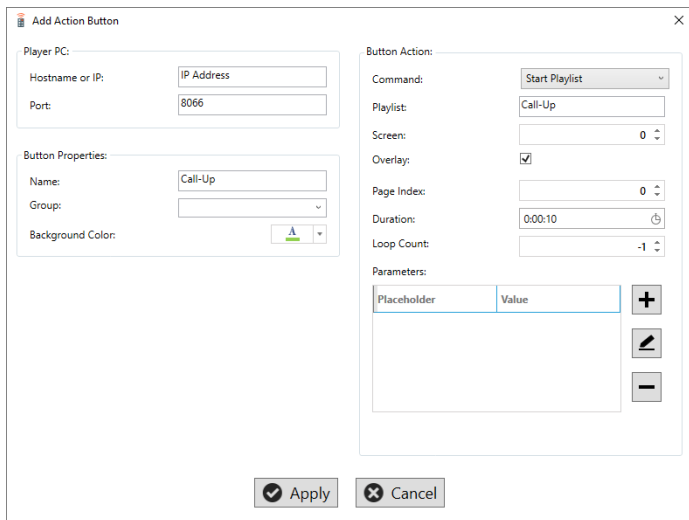 Add Action Button
Player PC:
Hostname or IP: IP Address
Port: 8066
Button Properties:
Name: Call-Up
Group:
Background Color: A
Button Action:
Command: Start Playlist
Playlist: Call-Up
Screen: 0
Overlay:
Page Index: 0
Duration: 0:00:10
Loop Count: -1
Parameters:
Placeholder Value
Apply Cancel